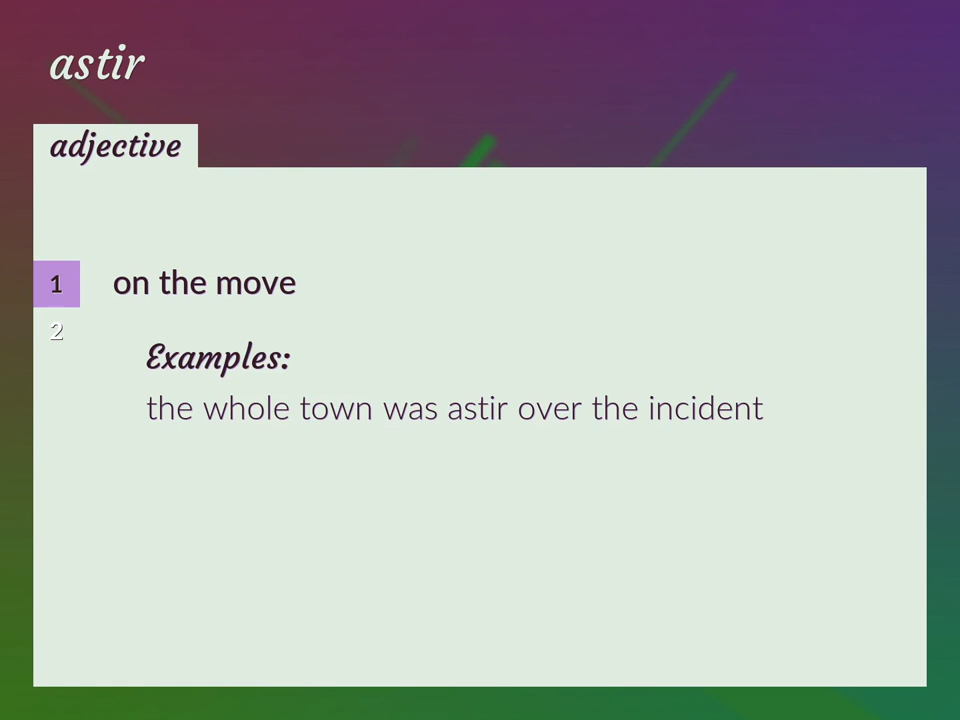 astir
adjective
1 on the move
2
Examples:
the whole town was astir over the incident